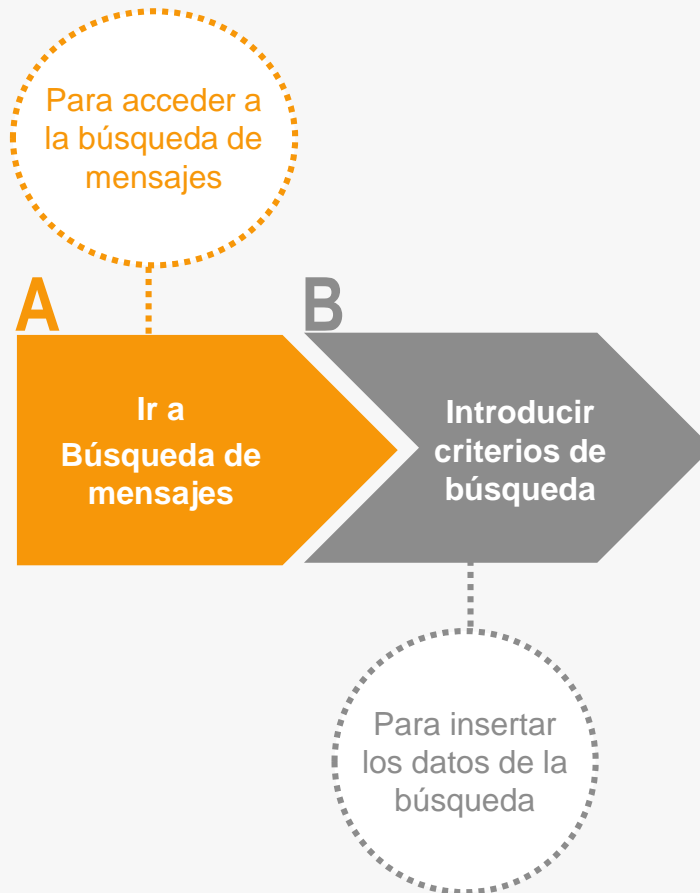 Para acceder a
la búsqueda de
mensajes
A
B
Ir a
Búsqueda de
mensajes
Introducir
criterios de
búsqueda
Para insertar
los datos de la
búsqueda